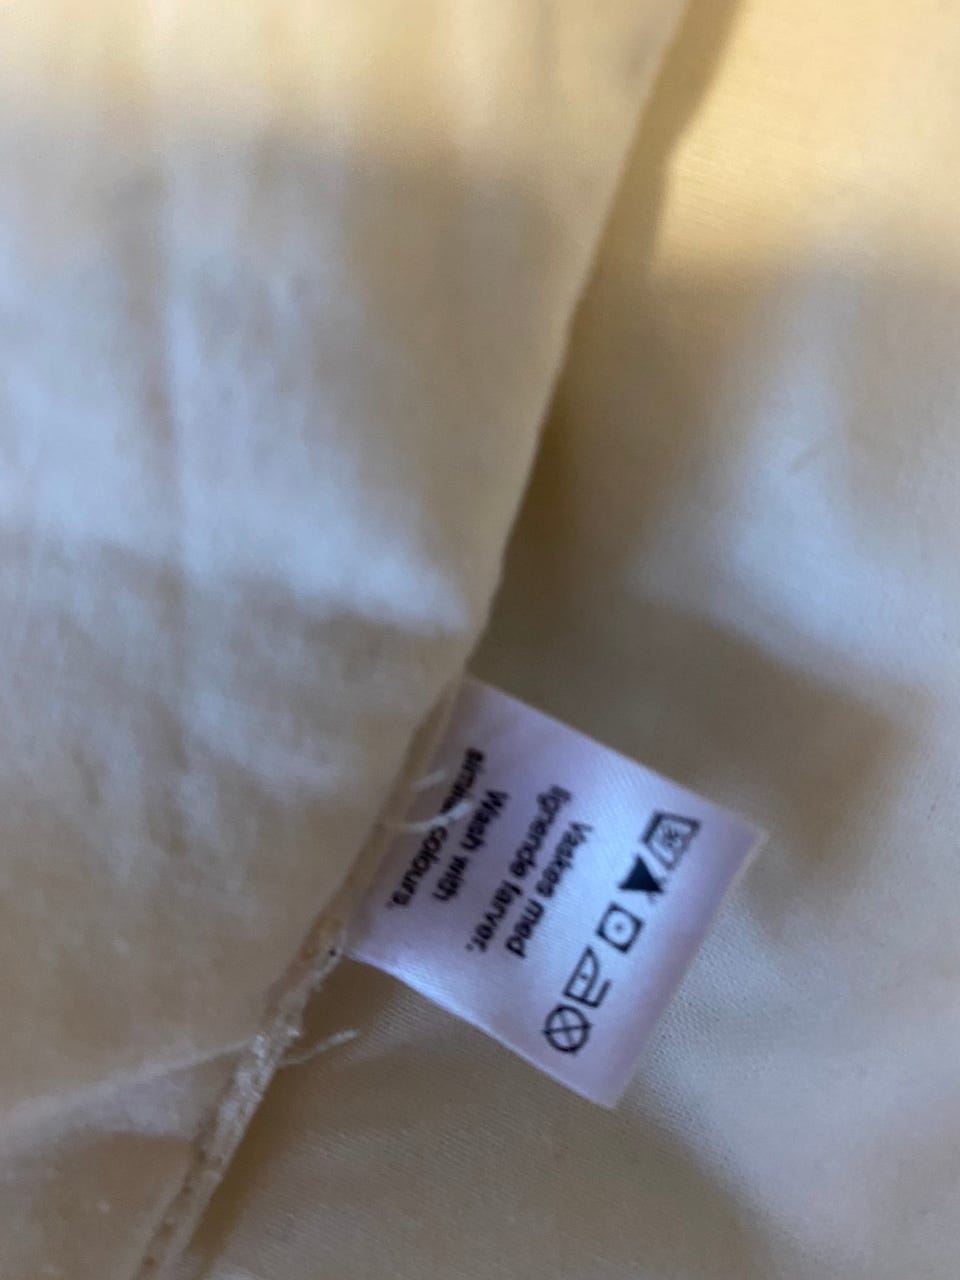 Vaskes med
lignende farver.
Wash with
similar colours.